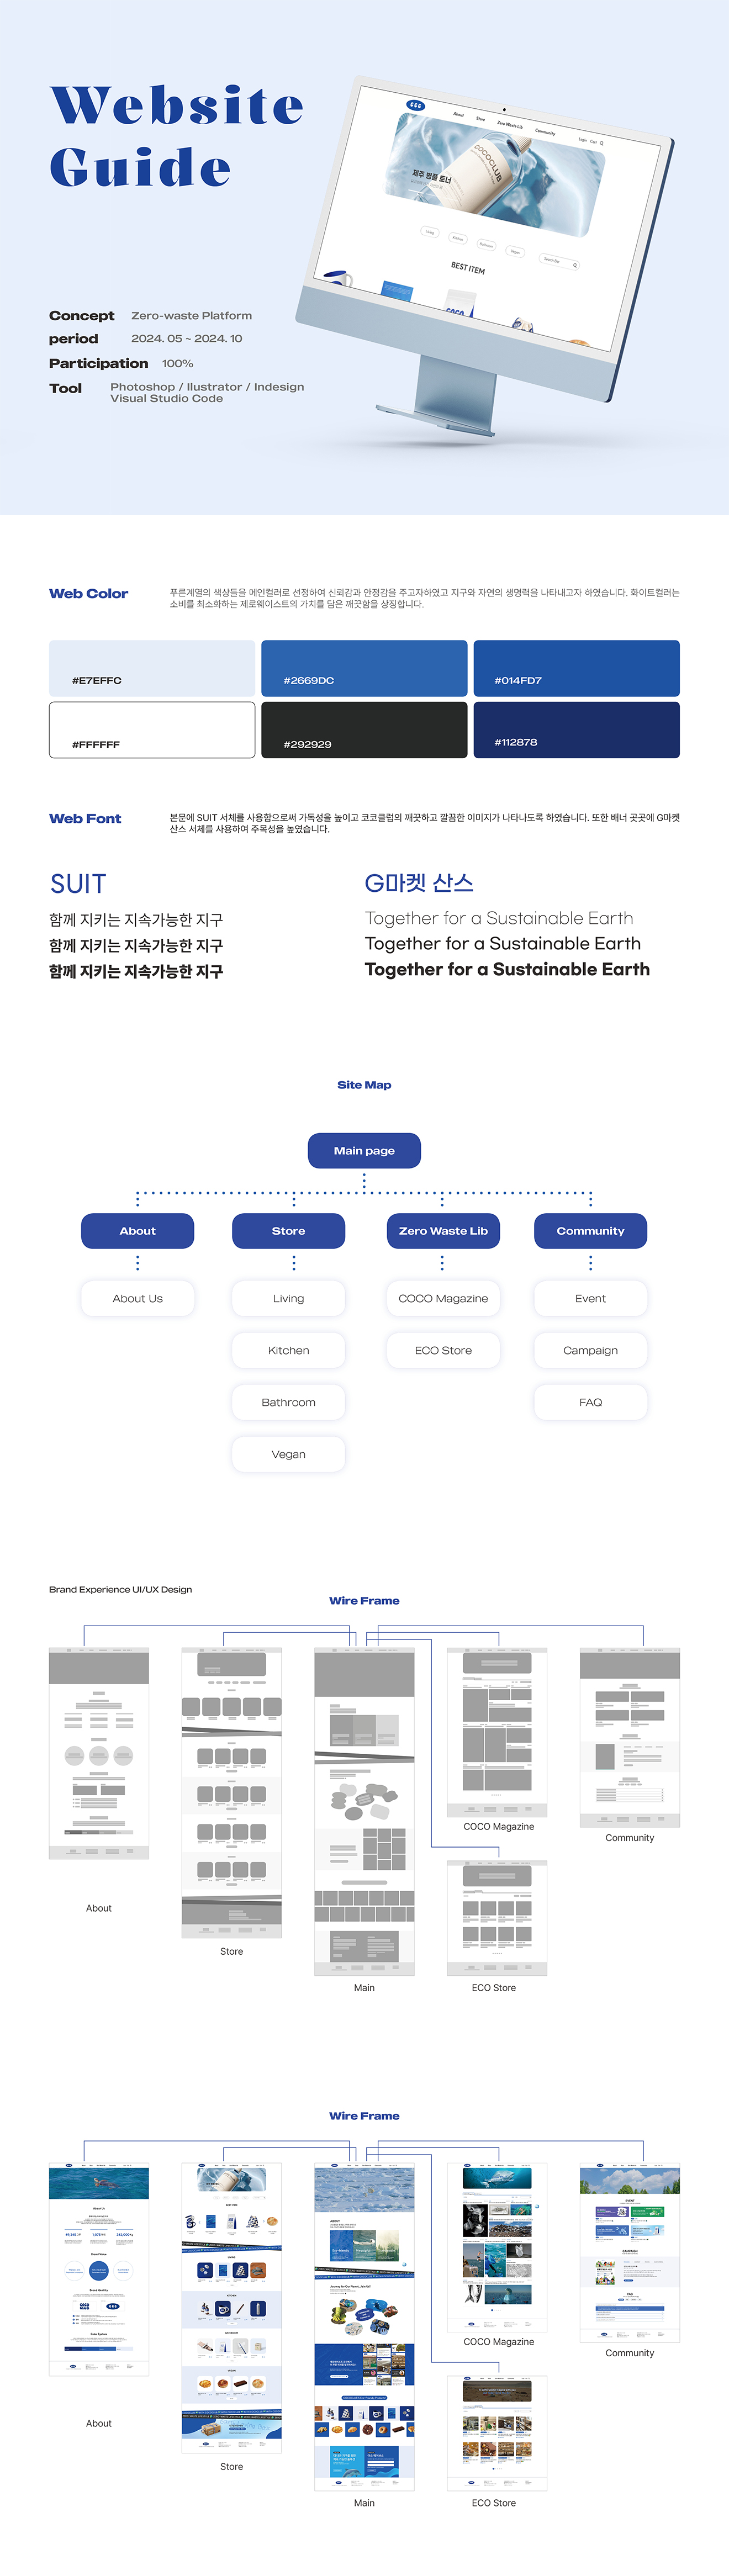 Website
Guide
About
Store
Zero Waste Lib
Community
Login
Cart
COCOCLUB
제주 병풀 토너
Living
Kitchen
Bathroom
Vegan
BEST ITEM
Concept Zero-waste Platform
period 2024. 05 ~ 2024. 10
Participation 100%
Tool Photoshop / Ilustrator / Indesign
Visual Studio Code
Web Color
푸른계열의 색상들을 메인컬러로 선정하여 신뢰감과 안정감을 주고자하였고 지구와 자연의 생명력을 나타내고자 하였습니다. 화이트컬러는
소비를 최소화하는 제로웨이스트의 가치를 담은 깨끗함을 상징합니다.
#E7EFFC
#2669DC
#014FD7
#FFFFFF
#292929
#112878
Web Font
본문에 SUIT 서체를 사용함으로써 가독성을 높이고 코코클럽의 깨끗하고 깔끔한 이미지가 나타나도록 하였습니다. 또한 배너 곳곳에 G마켓
산스 서체를 사용하여 주목성을 높였습니다.
SUIT
함께 지키는 지속가능한 지구
함께 지키는 지속가능한 지구
함께 지키는 지속가능한 지구
G마켓 산스
Together for a Sustainable Earth
Together for a Sustainable Earth
Together for a Sustainable Earth
Site Map
Main page
About
Store
Zero Waste Lib
Community
About Us
Living
COCO Magazine
Event
Kitchen
ECO Store
Campaign
Bathroom
FAQ
Vegan
Brand Experience UI/UX Design
Wire Frame
COCO Magazine
Community
About
Store
Main
ECO Store
Wire Frame
COCO Magazine
Community
About
Store
Main
ECO Store